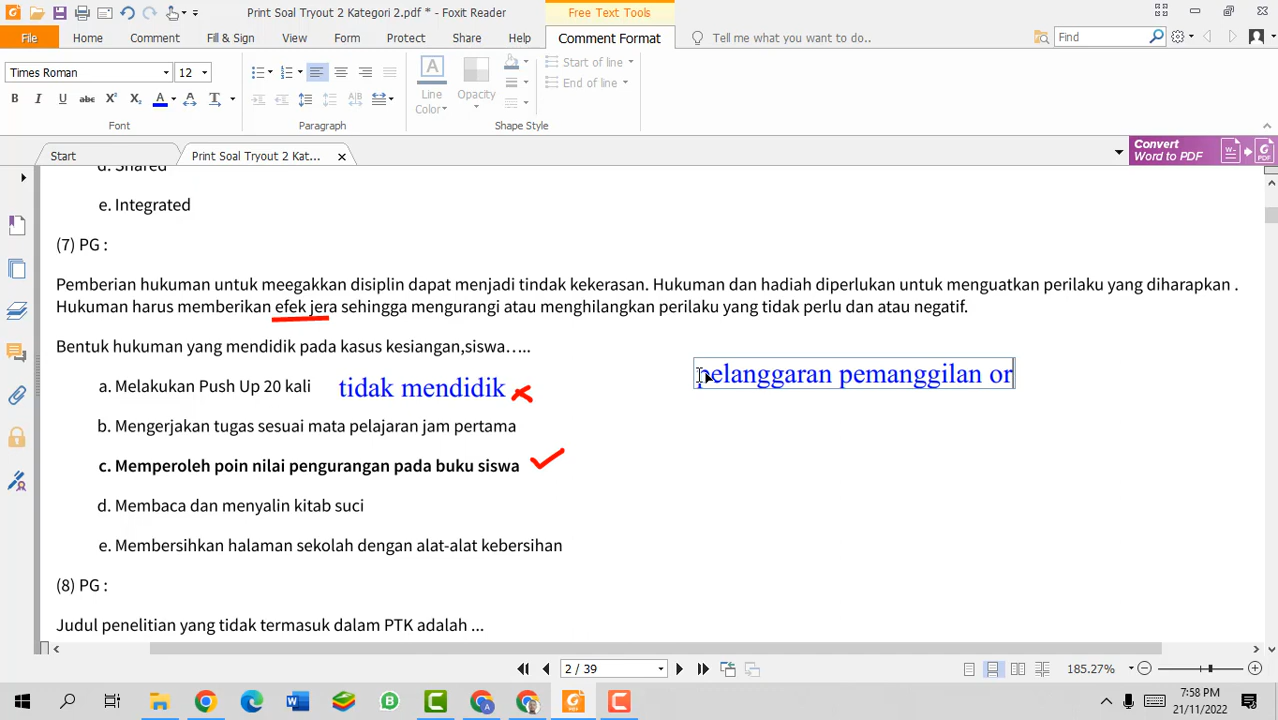 Print Soal Tryout 2 Kategori 2.pdf * - Foxit Reader
Free Text Tools
File Home Comment Fill & Sign View Form Protect Share Help Comment Format Tell me what you want to do... Find
Times Roman 12
Start of line
End of line
Line Color Opacity
Font Paragraph Shape Style
Start Print Soal Tryout 2 Kat... Convert Word to PDF
d. Shared
e. Integrated
(7) PG :
Pemberian hukuman untuk meegakkan disiplin dapat menjadi tindak kekerasan. Hukuman dan hadiah diperlukan untuk menguatkan perilaku yang diharapkan .
Hukuman harus memberikan efek jera sehingga mengurangi atau menghilangkan perilaku yang tidak perlu dan atau negatif.
Bentuk hukuman yang mendidik pada kasus kesiangan,siswa…..
pelanggaran pemanggilan or
a. Melakukan Push Up 20 kali tidak mendidik
b. Mengerjakan tugas sesuai mata pelajaran jam pertama
c. Memperoleh poin nilai pengurangan pada buku siswa
d. Membaca dan menyalin kitab suci
e. Membersihkan halaman sekolah dengan alat-alat kebersihan
(8) PG :
Judul penelitian yang tidak termasuk dalam PTK adalah ...
2 / 39 185.27%
7:58 PM
21/11/2022